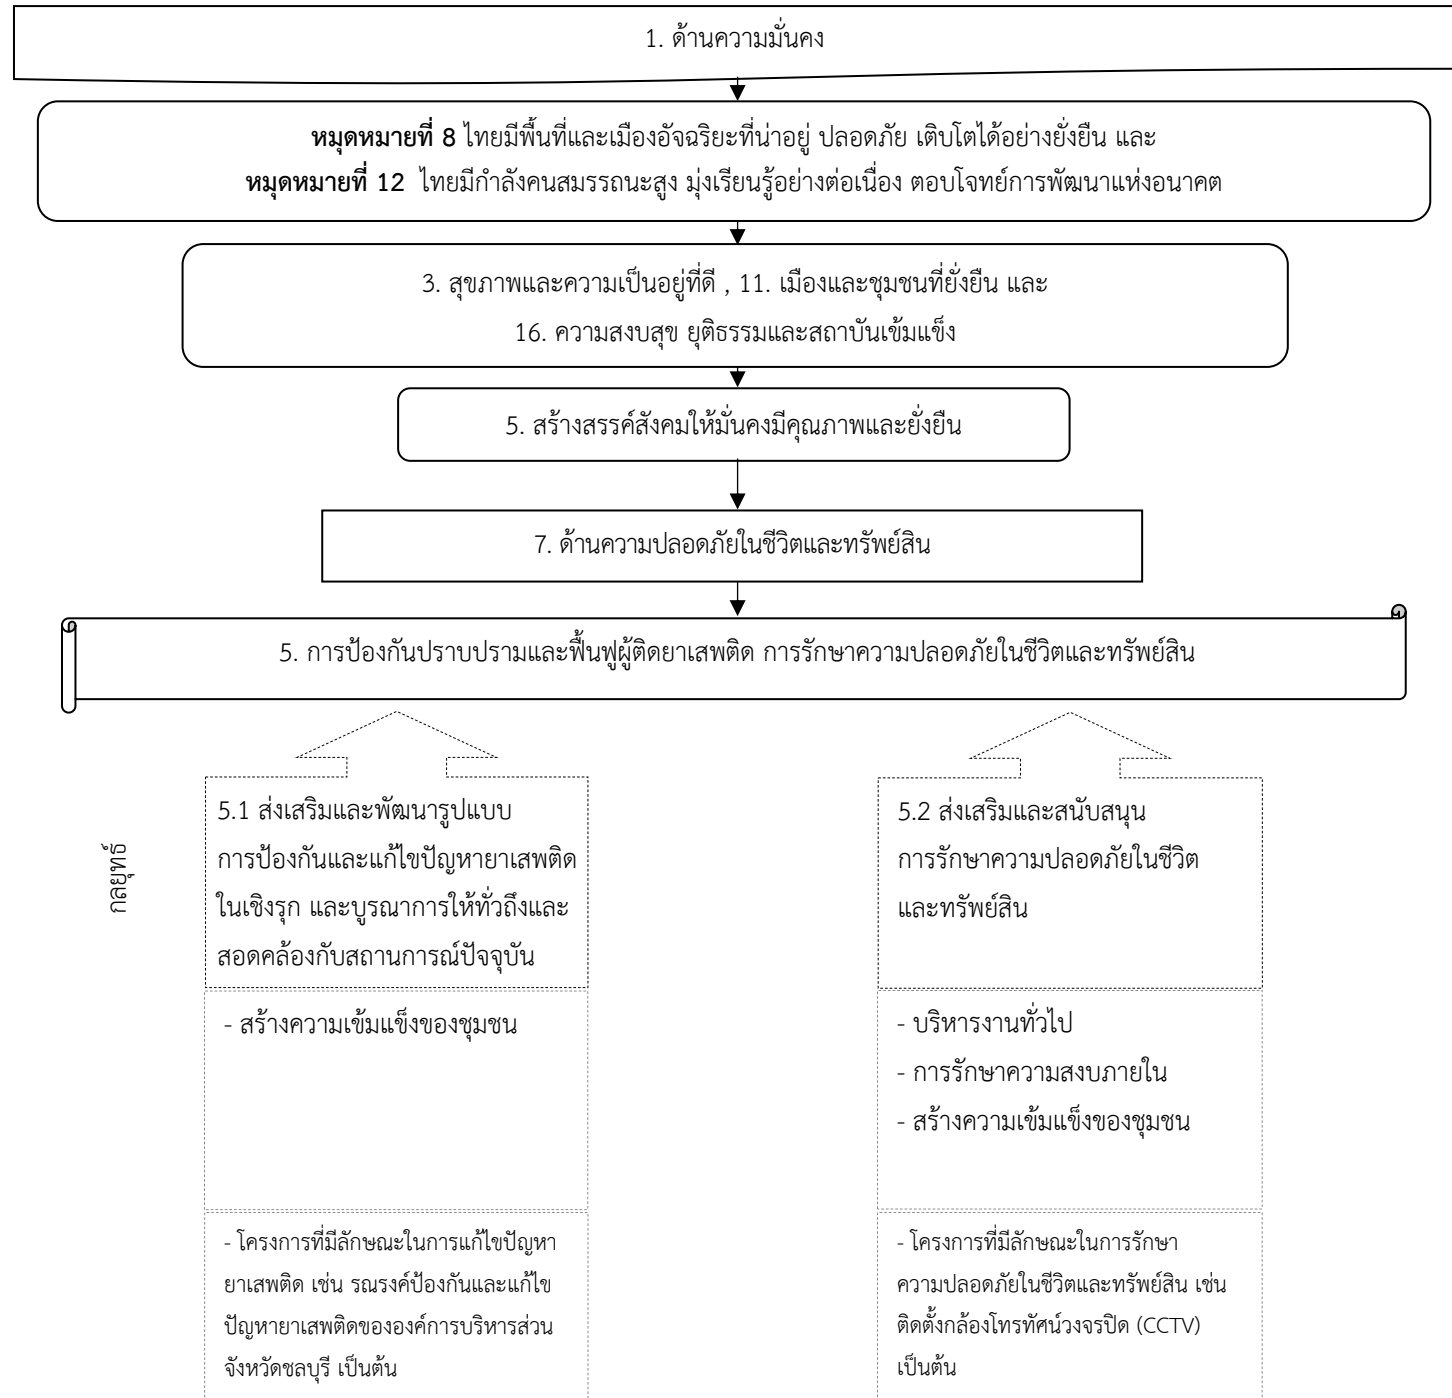 1. ด้านความมั่นคง
หมุดหมายที่ 8 ไทยมีพื้นที่และเมืองอัจฉริยะที่น่าอยู่ ปลอดภัย เติบโตได้อย่างยั่งยืน และ
หมุดหมายที่ 12 ไทยมีกำลังคนสมรรถนะสูง มุ่งเรียนรู้อย่างต่อเนื่อง ตอบโจทย์การพัฒนาแห่งอนาคต
3. สุขภาพและความเป็นอยู่ที่ดี , 11. เมืองและชุมชนที่ยั่งยืน และ
16. ความสงบสุข ยุติธรรมและสถาบันเข้มแข็ง
5. สร้างสรรค์สังคมให้มั่นคงมีคุณภาพและยั่งยืน
7. ด้านความปลอดภัยในชีวิตและทรัพย์สิน
5. การป้องกันปราบปรามและฟื้นฟูผู้ติดยาเสพติด การรักษาความปลอดภัยในชีวิตและทรัพย์สิน
กลยุทธ์
5.1 ส่งเสริมและพัฒนารูปแบบ
การป้องกันและแก้ไขปัญหายาเสพติด
ในเชิงรุก และบูรณาการให้ทั่วถึงและ
สอดคล้องกับสถานการณ์ปัจจุบัน
- สร้างความเข้มแข็งของชุมชน
- โครงการที่มีลักษณะในการแก้ไขปัญหา
ยาเสพติด เช่น รณรงค์ป้องกันและแก้ไข
ปัญหายาเสพติดขององค์การบริหารส่วน
จังหวัดชลบุรี เป็นต้น
5.2 ส่งเสริมและสนับสนุน
การรักษาความปลอดภัยในชีวิต
และทรัพย์สิน
- บริหารงานทั่วไป
- การรักษาความสงบภายใน
- สร้างความเข้มแข็งของชุมชน
- โครงการที่มีลักษณะในการรักษา
ความปลอดภัยในชีวิตและทรัพย์สิน เช่น
ติดตั้งกล้องโทรทัศน์วงจรปิด (CCTV)
เป็นต้น